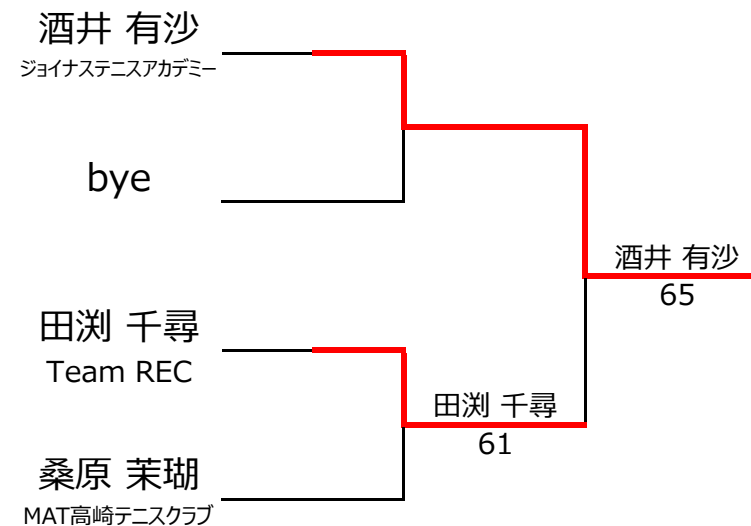 酒井 有沙
ジョイナステニスアカデミー
bye
田渕 千尋
Team REC
桑原 茉瑚
MAT高崎テニスクラブ
田渕 千尋
61
酒井 有沙
65